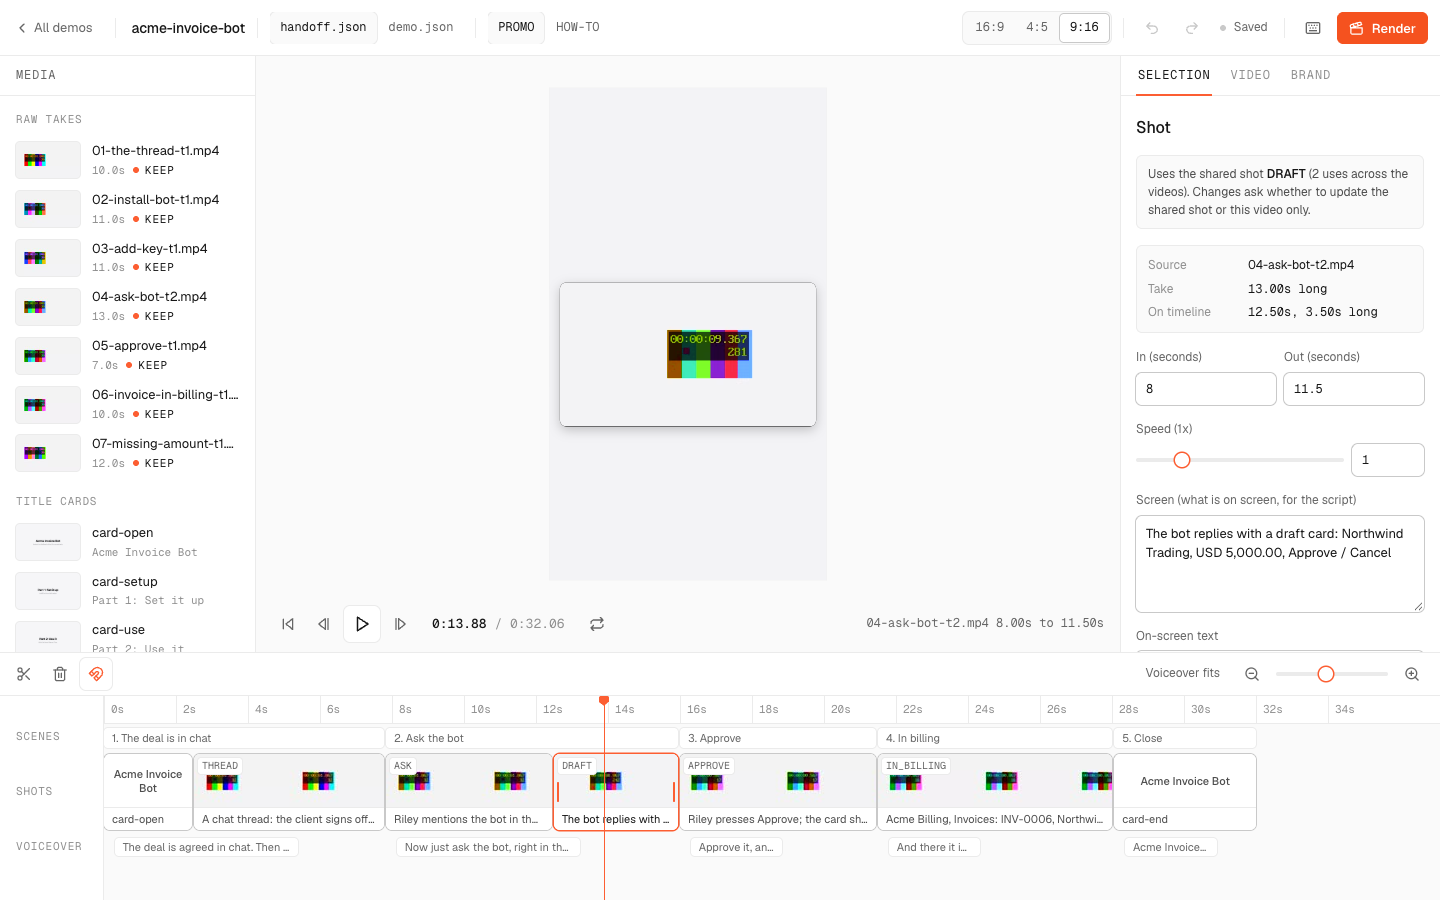 All demos
acme-invoice-bot
handoff.json
demo.json
PROMO
HOW-TO
16:9
4:5
9:16
Saved
Render
MEDIA
RAW TAKES
01-the-thread-t1.mp4
10.0s KEEP
02-install-bot-t1.mp4
11.0s KEEP
03-add-key-t1.mp4
11.0s KEEP
04-ask-bot-t2.mp4
13.0s KEEP
05-approve-t1.mp4
7.0s KEEP
06-invoice-in-billing-t1....
10.0s KEEP
07-missing-amount-t1....
12.0s KEEP
TITLE CARDS
card-open
Acme Invoice Bot
card-setup
Part 1: Set it up
card-use
Part 2: Use it
00:00:09.367
281
0:13.88 / 0:32.06
04-ask-bot-t2.mp4 8.00s to 11.50s
SELECTION
VIDEO
BRAND
Shot
Uses the shared shot DRAFT (2 uses across the
videos). Changes ask whether to update the
shared shot or this video only.
Source 04-ask-bot-t2.mp4
Take 13.00s long
On timeline 12.50s, 3.50s long
In (seconds)
Out (seconds)
8
11.5
Speed (1x)
1
Screen (what is on screen, for the script)
The bot replies with a draft card: Northwind
Trading, USD 5,000.00, Approve / Cancel
On-screen text
Voiceover fits
0s 2s 4s 6s 8s 10s 12s 14s 16s 18s 20s 22s 24s 26s 28s 30s 32s 34s
SCENES
1. The deal is in chat
2. Ask the bot
3. Approve
4. In billing
5. Close
SHOTS
Acme Invoice
Bot
card-open
THREAD
A chat thread: the client signs off...
ASK
Riley mentions the bot in th...
DRAFT
The bot replies with ...
APPROVE
Riley presses Approve; the card sh...
IN_BILLING
Acme Billing, Invoices: INV-0006, Northwi...
Acme Invoice Bot
card-end
VOICEOVER
The deal is agreed in chat. Then ...
Now just ask the bot, right in th...
Approve it, an...
And there it i...
Acme Invoice...